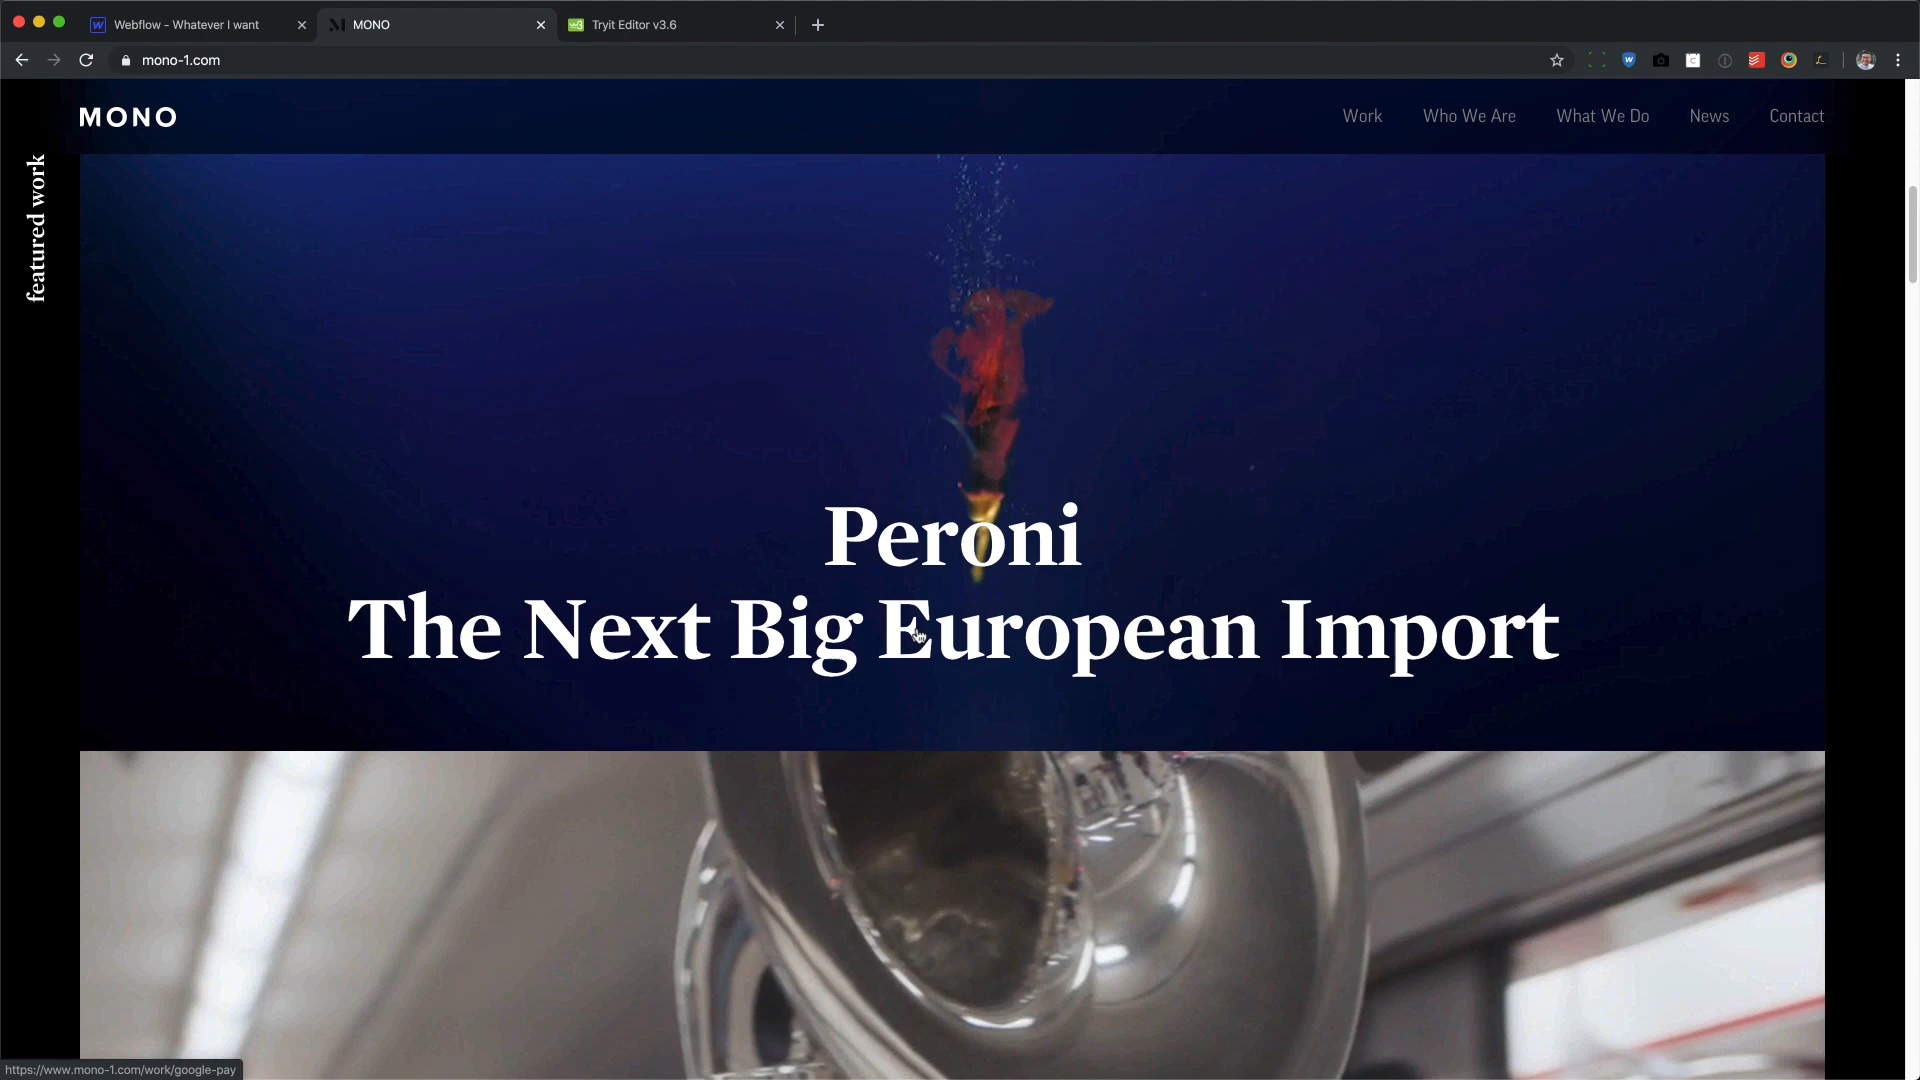 Webflow - Whatever I want
MONO
Tryit Editor v3.6
mono-1.com
MONO
Work
Who We Are
What We Do
News
Contact
featured work
Peroni
The Next Big European Import
https://www.mono-1.com/work/google-pay